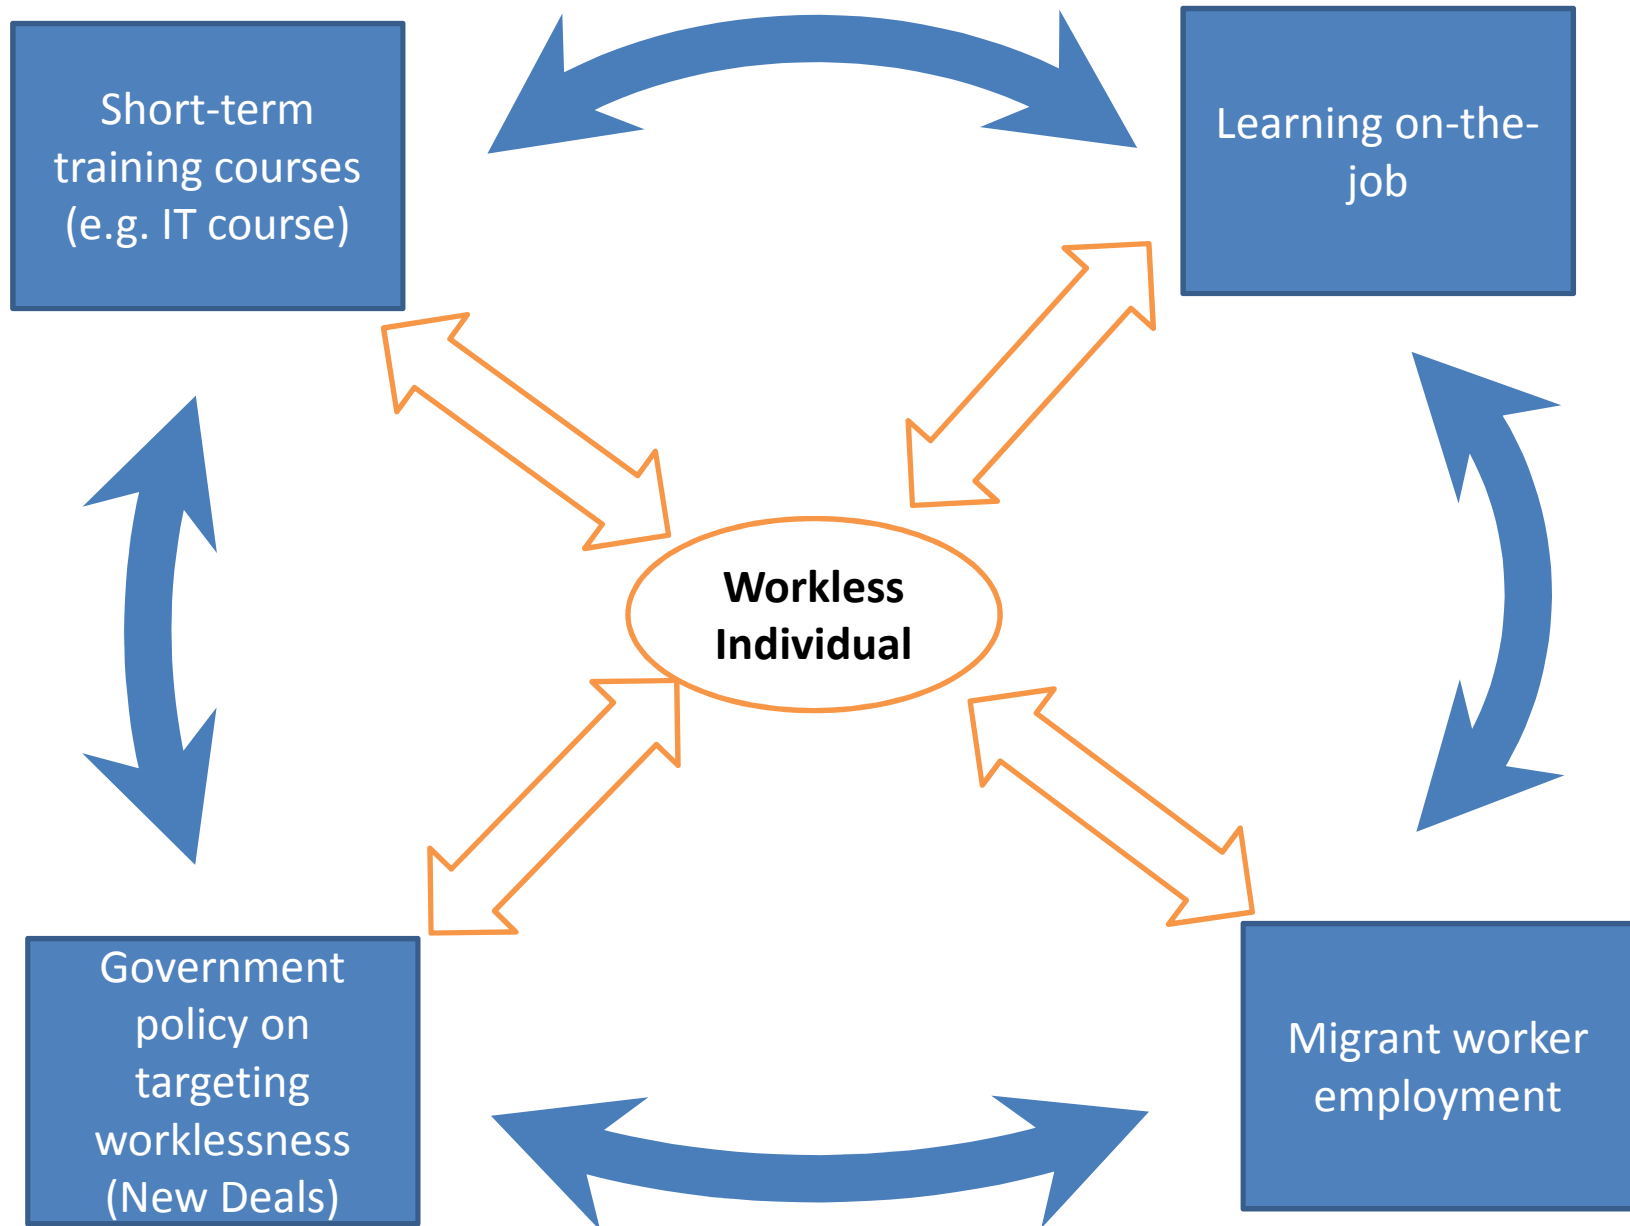 Short-term
training courses
(e.g. IT course)
Learning on-the-
job
Workless
Individual
Government
policy on
targeting
worklessness
(New Deals)
Migrant worker
employment